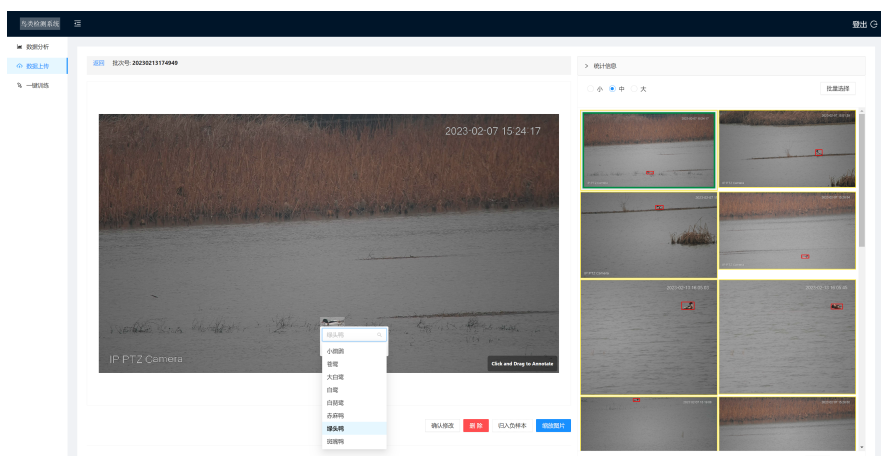 鸟类检测系统
登出
数据分析
数据上传
一键训练
返回 批次号: 20230213174949
统计信息
小 中 大
批量选择
2023-02-07 15:24:17
IP PTZ Camera
Click and Drag to Annotate
绿头鸭
小䴙䴘
苍鹭
大白鹭
白鹭
白琵鹭
赤麻鸭
绿头鸭
斑嘴鸭
确认修改 删除 归入负样本 缩放图片